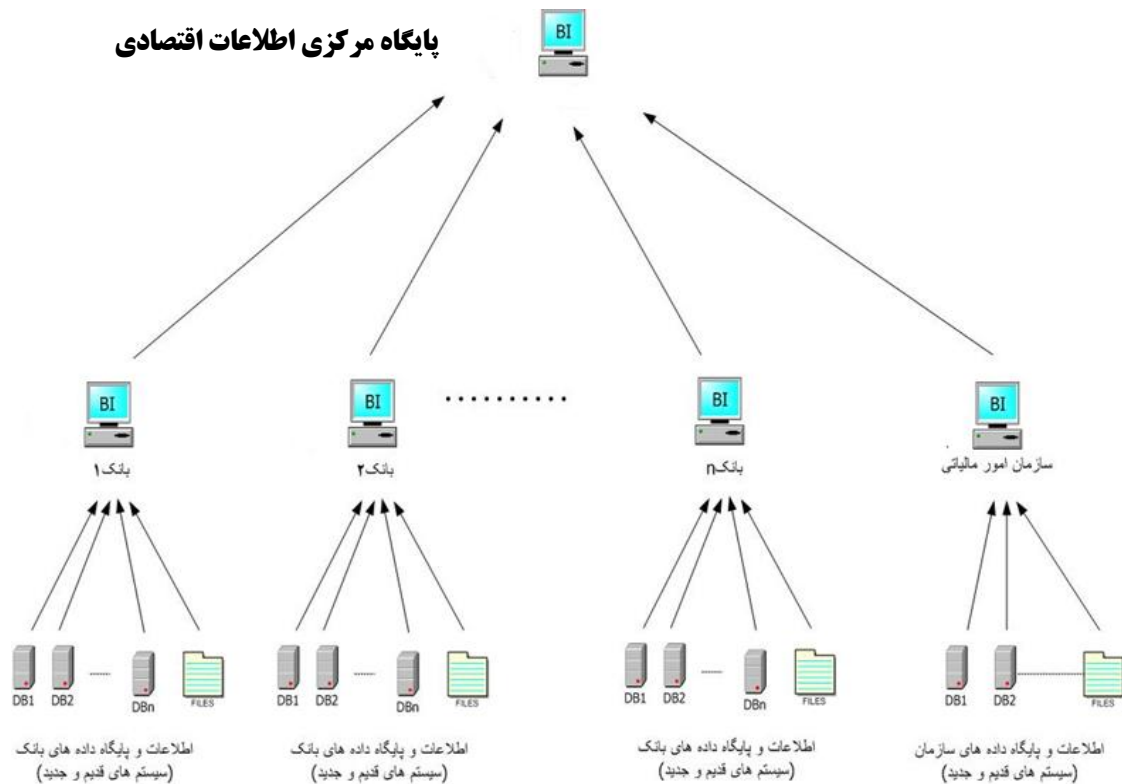 پایگاه مرکزی اطلاعات اقتصادی
BI
BI
BI
BI
BI
بانک۱
بانک۲
بانکn
سازمان امور مالیاتی
DB1
DB2
DBn
FILES
DB1
DB2
DBn
FILES
DB1
DB2
DBn
FILES
DB1
DB2
FILES
اطلاعات و پایگاه داده های بانک
(سیستم های قدیم و جدید)
اطلاعات و پایگاه داده های بانک
(سیستم های قدیم و جدید)
اطلاعات و پایگاه داده های بانک
(سیستم های قدیم و جدید)
اطلاعات و پایگاه داده های سازمان
(سیستم های قدیم و جدید)